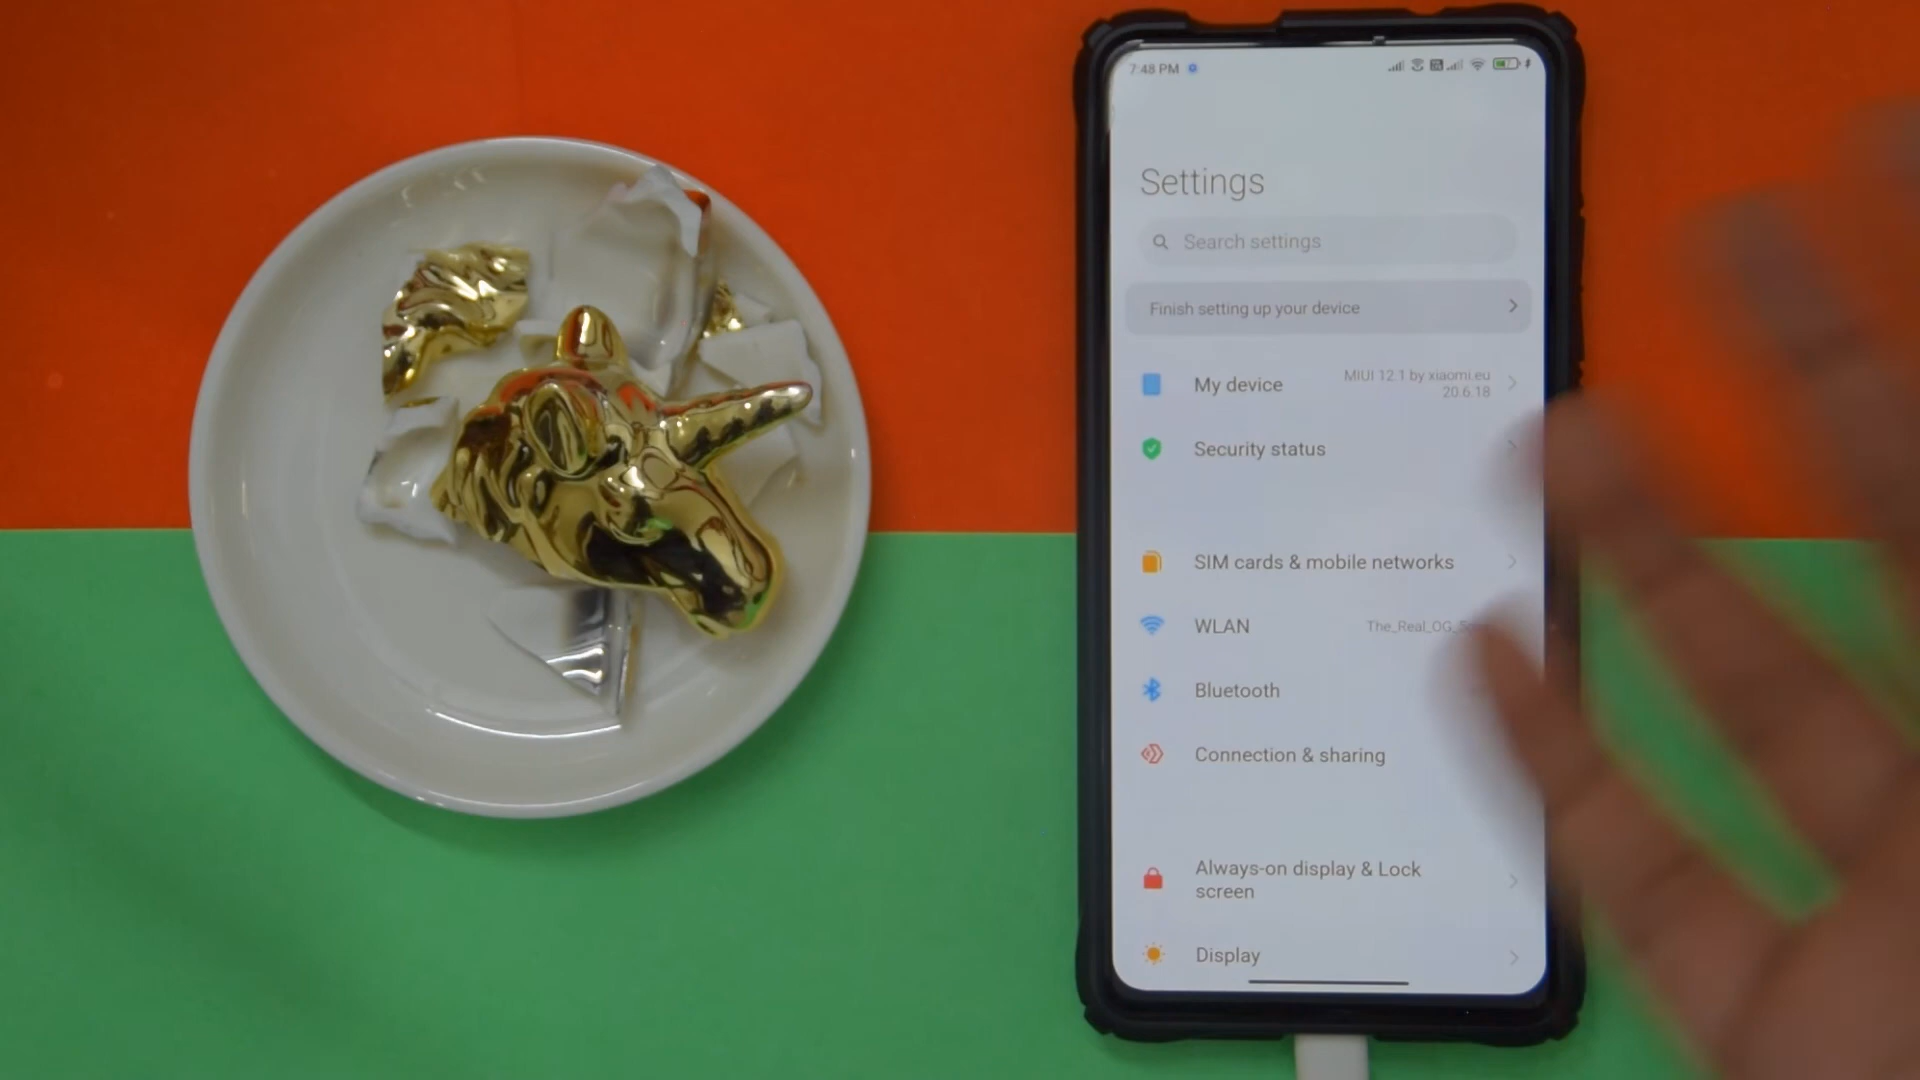 7:48 PM
Settings
Search settings
Finish setting up your device
My device
MIUI 12.1 by xiaomi.eu
20.6.18
Security status
SIM cards & mobile networks
WLAN
The_Real_OG
Bluetooth
Connection & sharing
Always-on display & Lock
screen
Display